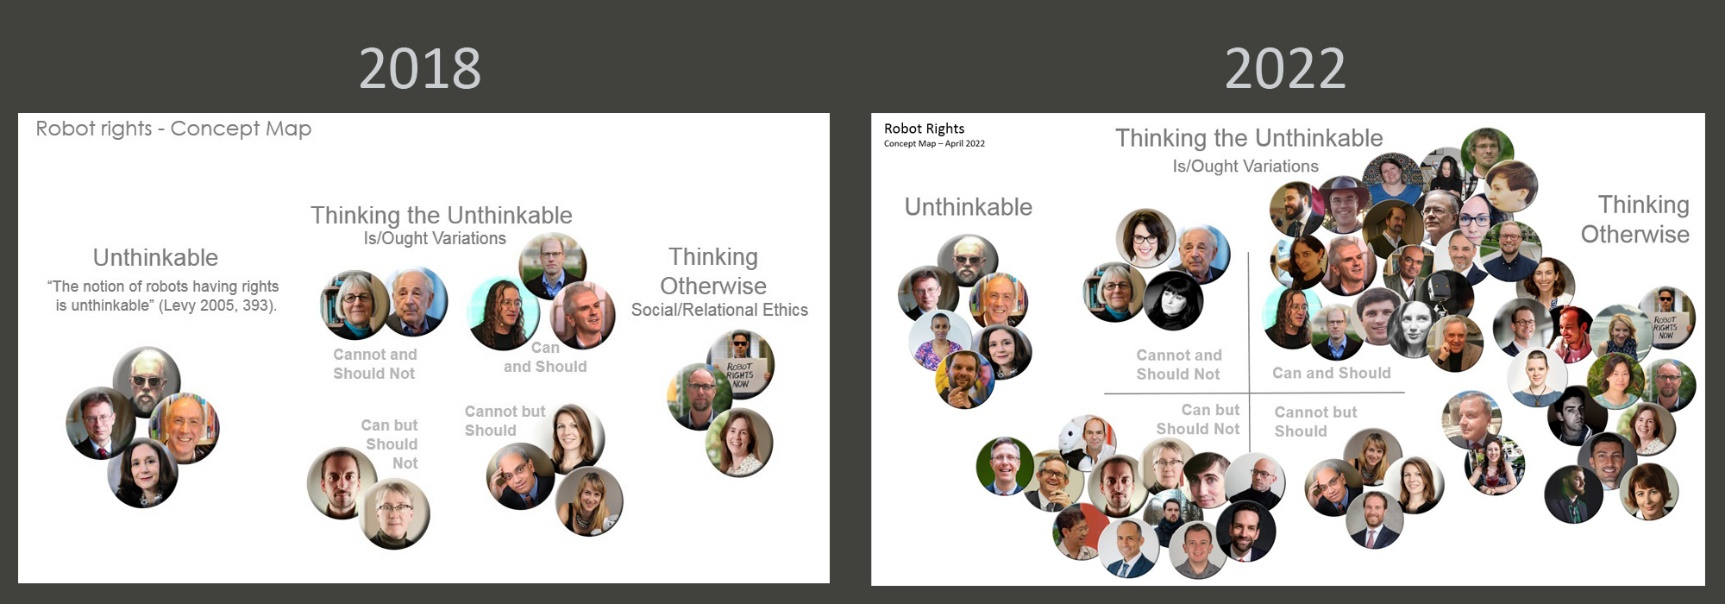 2018
2022
Robot rights - Concept Map
Thinking the Unthinkable
Is/Ought Variations
Unthinkable
“The notion of robots having rights
is unthinkable” (Levy 2005, 393).
Thinking
Otherwise
Social/Relational Ethics
Cannot and
Should Not
Can
and Should
Can but
Should
Not
Cannot but
Should
ROBOT
RIGHTS
NOW
Robot Rights
Concept Map – April 2022
Thinking the Unthinkable
Is/Ought Variations
Unthinkable
Thinking
Otherwise
Cannot and
Should Not
Can and Should
Can but
Should Not
Cannot but
Should
ROBOT
RIGHTS
NOW